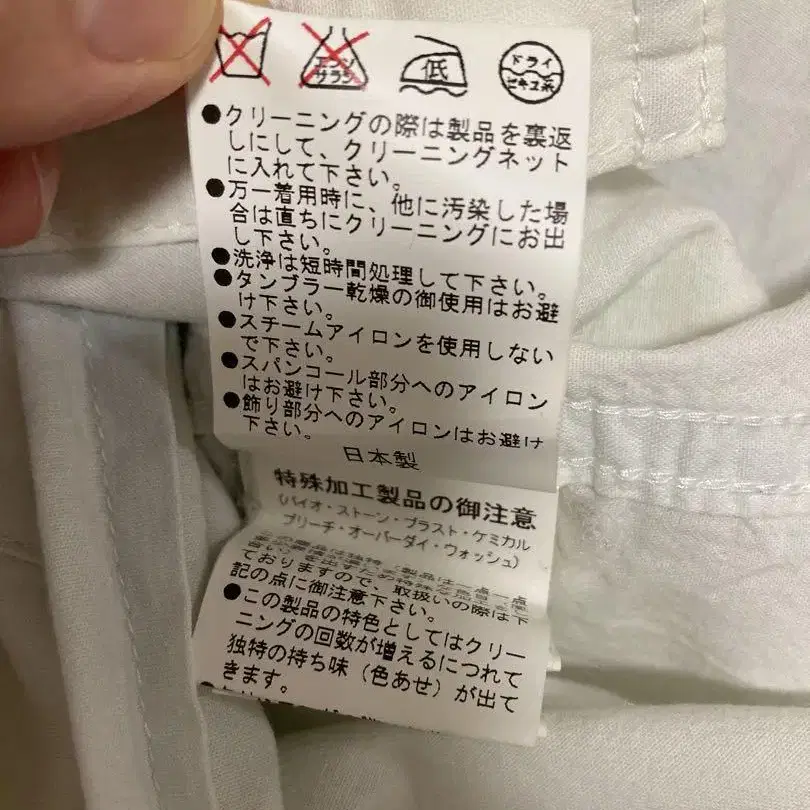 エンソ
サラシ
低
ドライ
セキユ系
●クリーニングの際は製品を裏返
しにして、クリーニングネット
に入れて下さい。
●万一着用時に、他に汚染した場
合は直ちにクリーニングにお出
し下さい。
●洗浄は短時間処理して下さい。
●タンブラー乾燥の御使用はお避
け下さい。
●スチームアイロンを使用しない
で下さい。
●スパンコール部分へのアイロン
はお避け下さい。
●飾り部分へのアイロンはお避け
下さい。
日本製
特殊加工製品の御注意
(バイオ・ストーン・ブラスト・ケミカル
ブリーチ・オーバーダイ・ウォッシュ)
ておりますので、取扱いの際は下
記の点に御注意下さい。
●この製品の特色としてはクリー
ニングの回数が増えるにつれて
独特の持ち味（色あせ）が出て
きます。